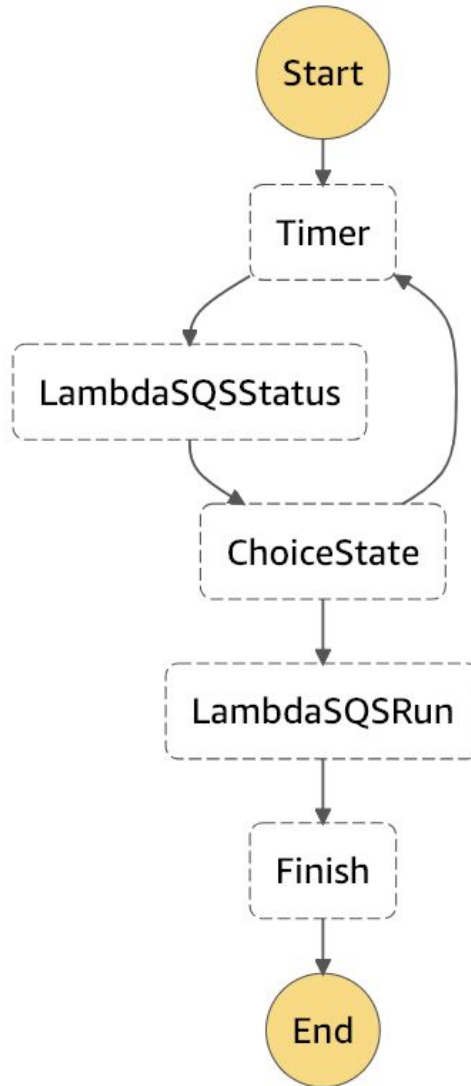 Start
Timer
LambdaSQSStatus
ChoiceState
LambdaSQSRun
Finish
End